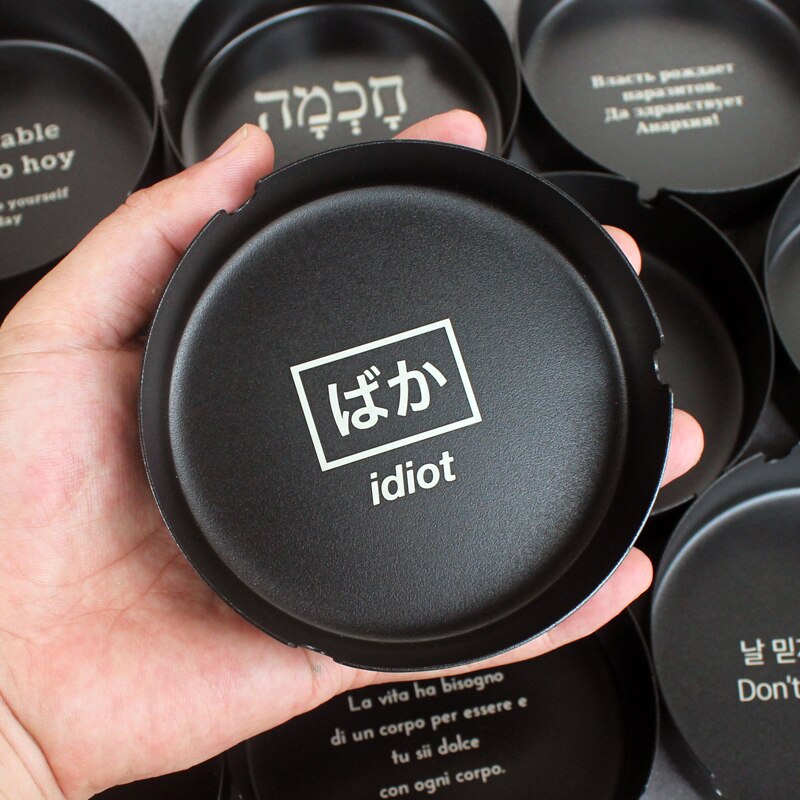 able
o hoy
yourself
day
חָכְמָה
Власть рождает
паразитов.
Да здравствует
Анархия!
ばか
idiot
La vita ha bisogno
di un corpo per essere e
tu sii dolce
con ogni corpo.
날 믿지
Don't